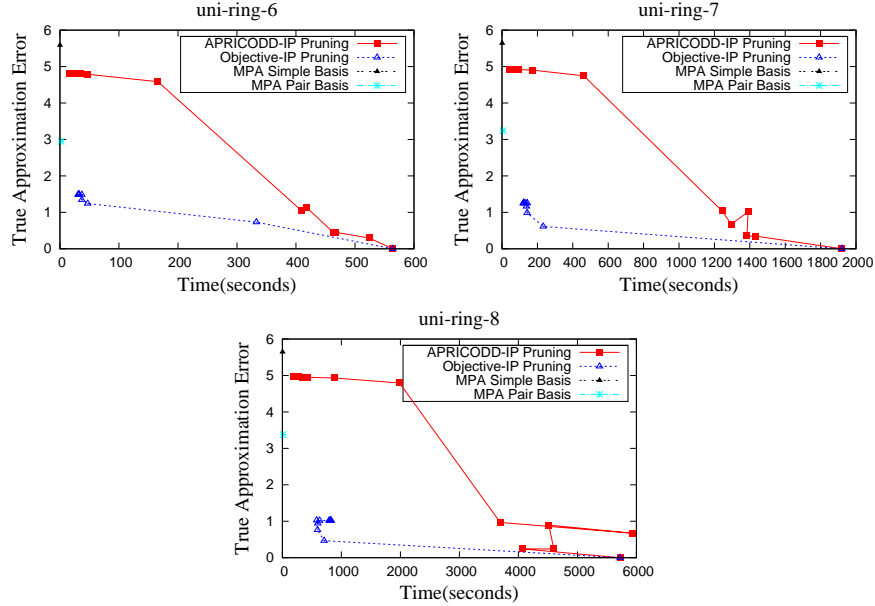 uni-ring-6
6
5
4
3
2
1
0
True Approximation Error
APRICODD-IP Pruning
Objective-IP Pruning
MPA Simple Basis
MPA Pair Basis
0 100 200 300 400 500 600
Time(seconds)
uni-ring-7
6
5
4
3
2
1
0
True Approximation Error
APRICODD-IP Pruning
Objective-IP Pruning
MPA Simple Basis
MPA Pair Basis
0 200 400 600 800 1000 1200 1400 1600 1800 2000
Time(seconds)
uni-ring-8
6
5
4
3
2
1
0
True Approximation Error
APRICODD-IP Pruning
Objective-IP Pruning
MPA Simple Basis
MPA Pair Basis
0 1000 2000 3000 4000 5000 6000
Time(seconds)